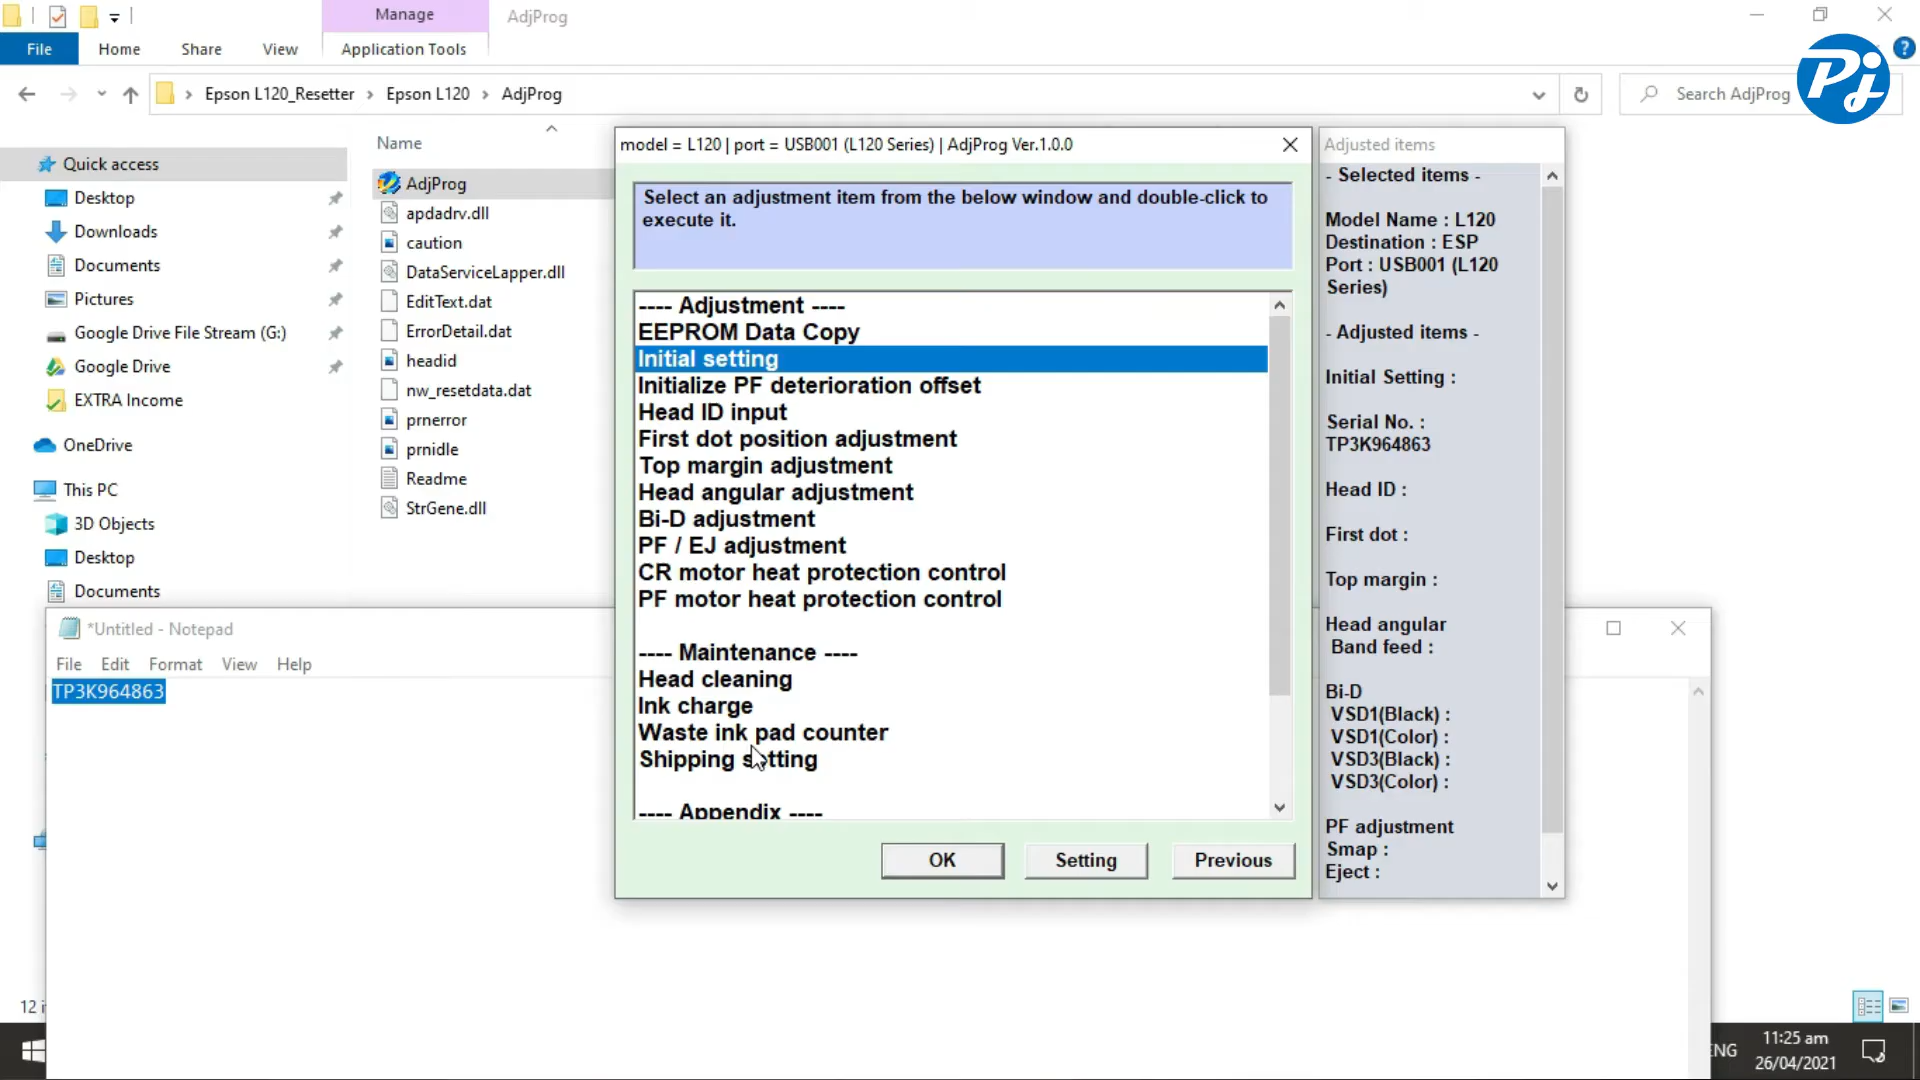 Manage
AdjProg
File
Home
Share
View
Application Tools
?
Epson L120_Resetter > Epson L120 > AdjProg
Search AdjProg
Pj
Quick access
Desktop
Downloads
Documents
Pictures
Google Drive File Stream (G:)
Google Drive
EXTRA Income
OneDrive
This PC
3D Objects
Desktop
Documents
Name
AdjProg
apdadrv.dll
caution
DataServiceLapper.dll
EditText.dat
ErrorDetail.dat
headid
nw_resetdata.dat
prnerror
prnidle
Readme
StrGene.dll
model = L120 | port = USB001 (L120 Series) | AdjProg Ver.1.0.0
Select an adjustment item from the below window and double-click to
execute it.
---- Adjustment ----
EEPROM Data Copy
Initial setting
Initialize PF deterioration offset
Head ID input
First dot position adjustment
Top margin adjustment
Head angular adjustment
Bi-D adjustment
PF / EJ adjustment
CR motor heat protection control
PF motor heat protection control
---- Maintenance ----
Head cleaning
Ink charge
Waste ink pad counter
Shipping setting
---- Appendix ----
OK
Setting
Previous
Adjusted items
- Selected items -
Model Name : L120
Destination : ESP
Port : USB001 (L120
Series)
- Adjusted items -
Initial Setting :
Serial No. :
TP3K964863
Head ID :
First dot :
Top margin :
Head angular
Band feed :
Bi-D
VSD1(Black) :
VSD1(Color) :
VSD3(Black) :
VSD3(Color) :
PF adjustment
Smap :
Eject :
*Untitled - Notepad
File
Edit
Format
View
Help
TP3K964863
12 i
ENG
11:25 am
26/04/2021